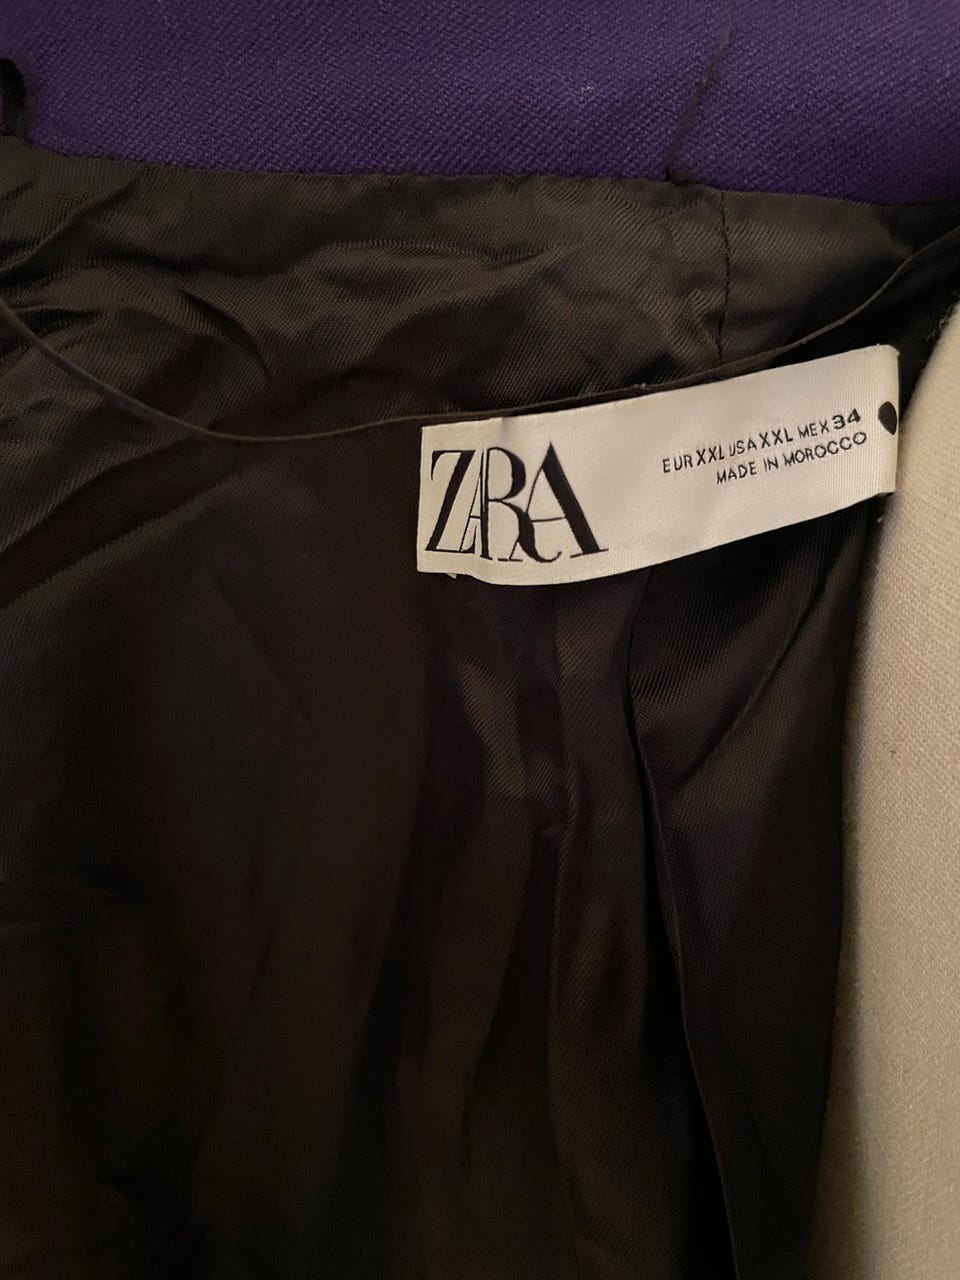 ZARA
EUR XXL USA XXL MEX 34
MADE IN MOROCCO